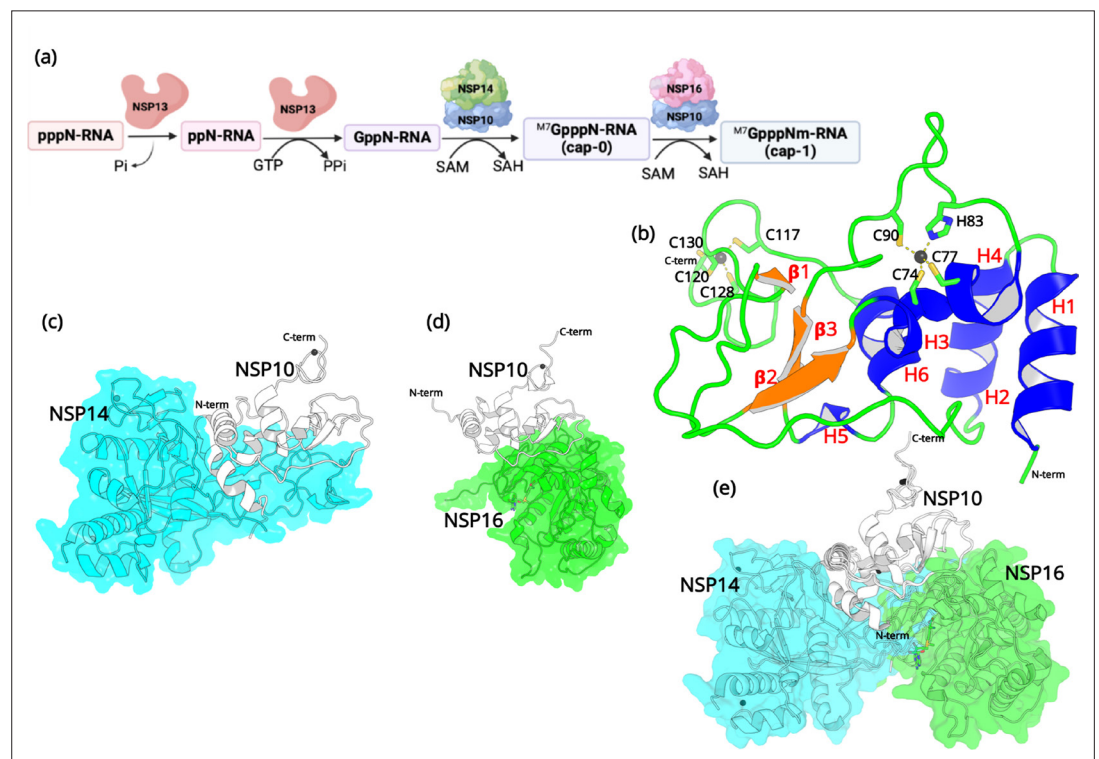 (a)
NSP13
NSP13
NSP14
NSP10
NSP16
NSP10
pppN-RNA
ppN-RNA
GppN-RNA
M7GpppN-RNA
(cap-0)
M7GpppNm-RNA
(cap-1)
Pi
GTP
PPi
SAM
SAH
SAM
SAH
(b)
C130
C-term
C120
C128
C117
β1
β3
β2
C90
H83
C74
C77
H4
H1
H3
H6
H2
H5
N-term
(c)
C-term
NSP10
NSP14
N-term
(d)
C-term
NSP10
N-term
NSP16
(e)
C-term
NSP10
NSP14
NSP16
N-term